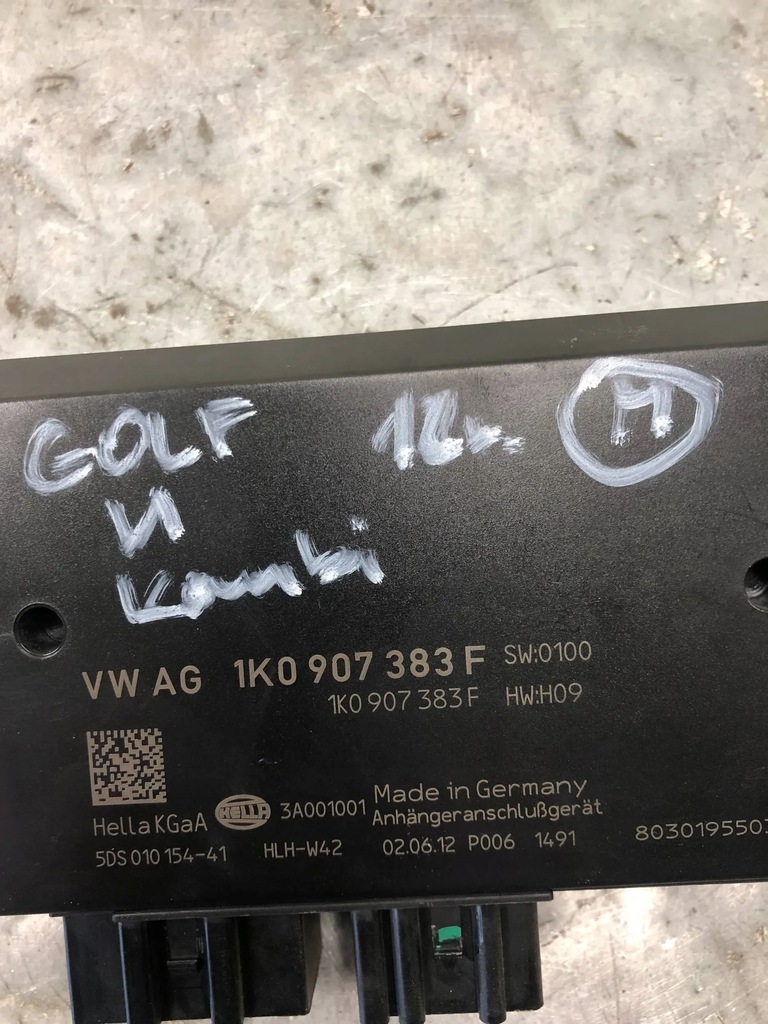 GOLF 12r. M
VI
Kombi
VW AG 1K0 907 383 F SW:0100
1K0 907 383 F HW:H09
Made in Germany
Hella KGaA HELLA 3A001001 Anhängeranschlußgerät
5DS 010 154-41 HLH-W42 02.06.12 P006 1491 803019550